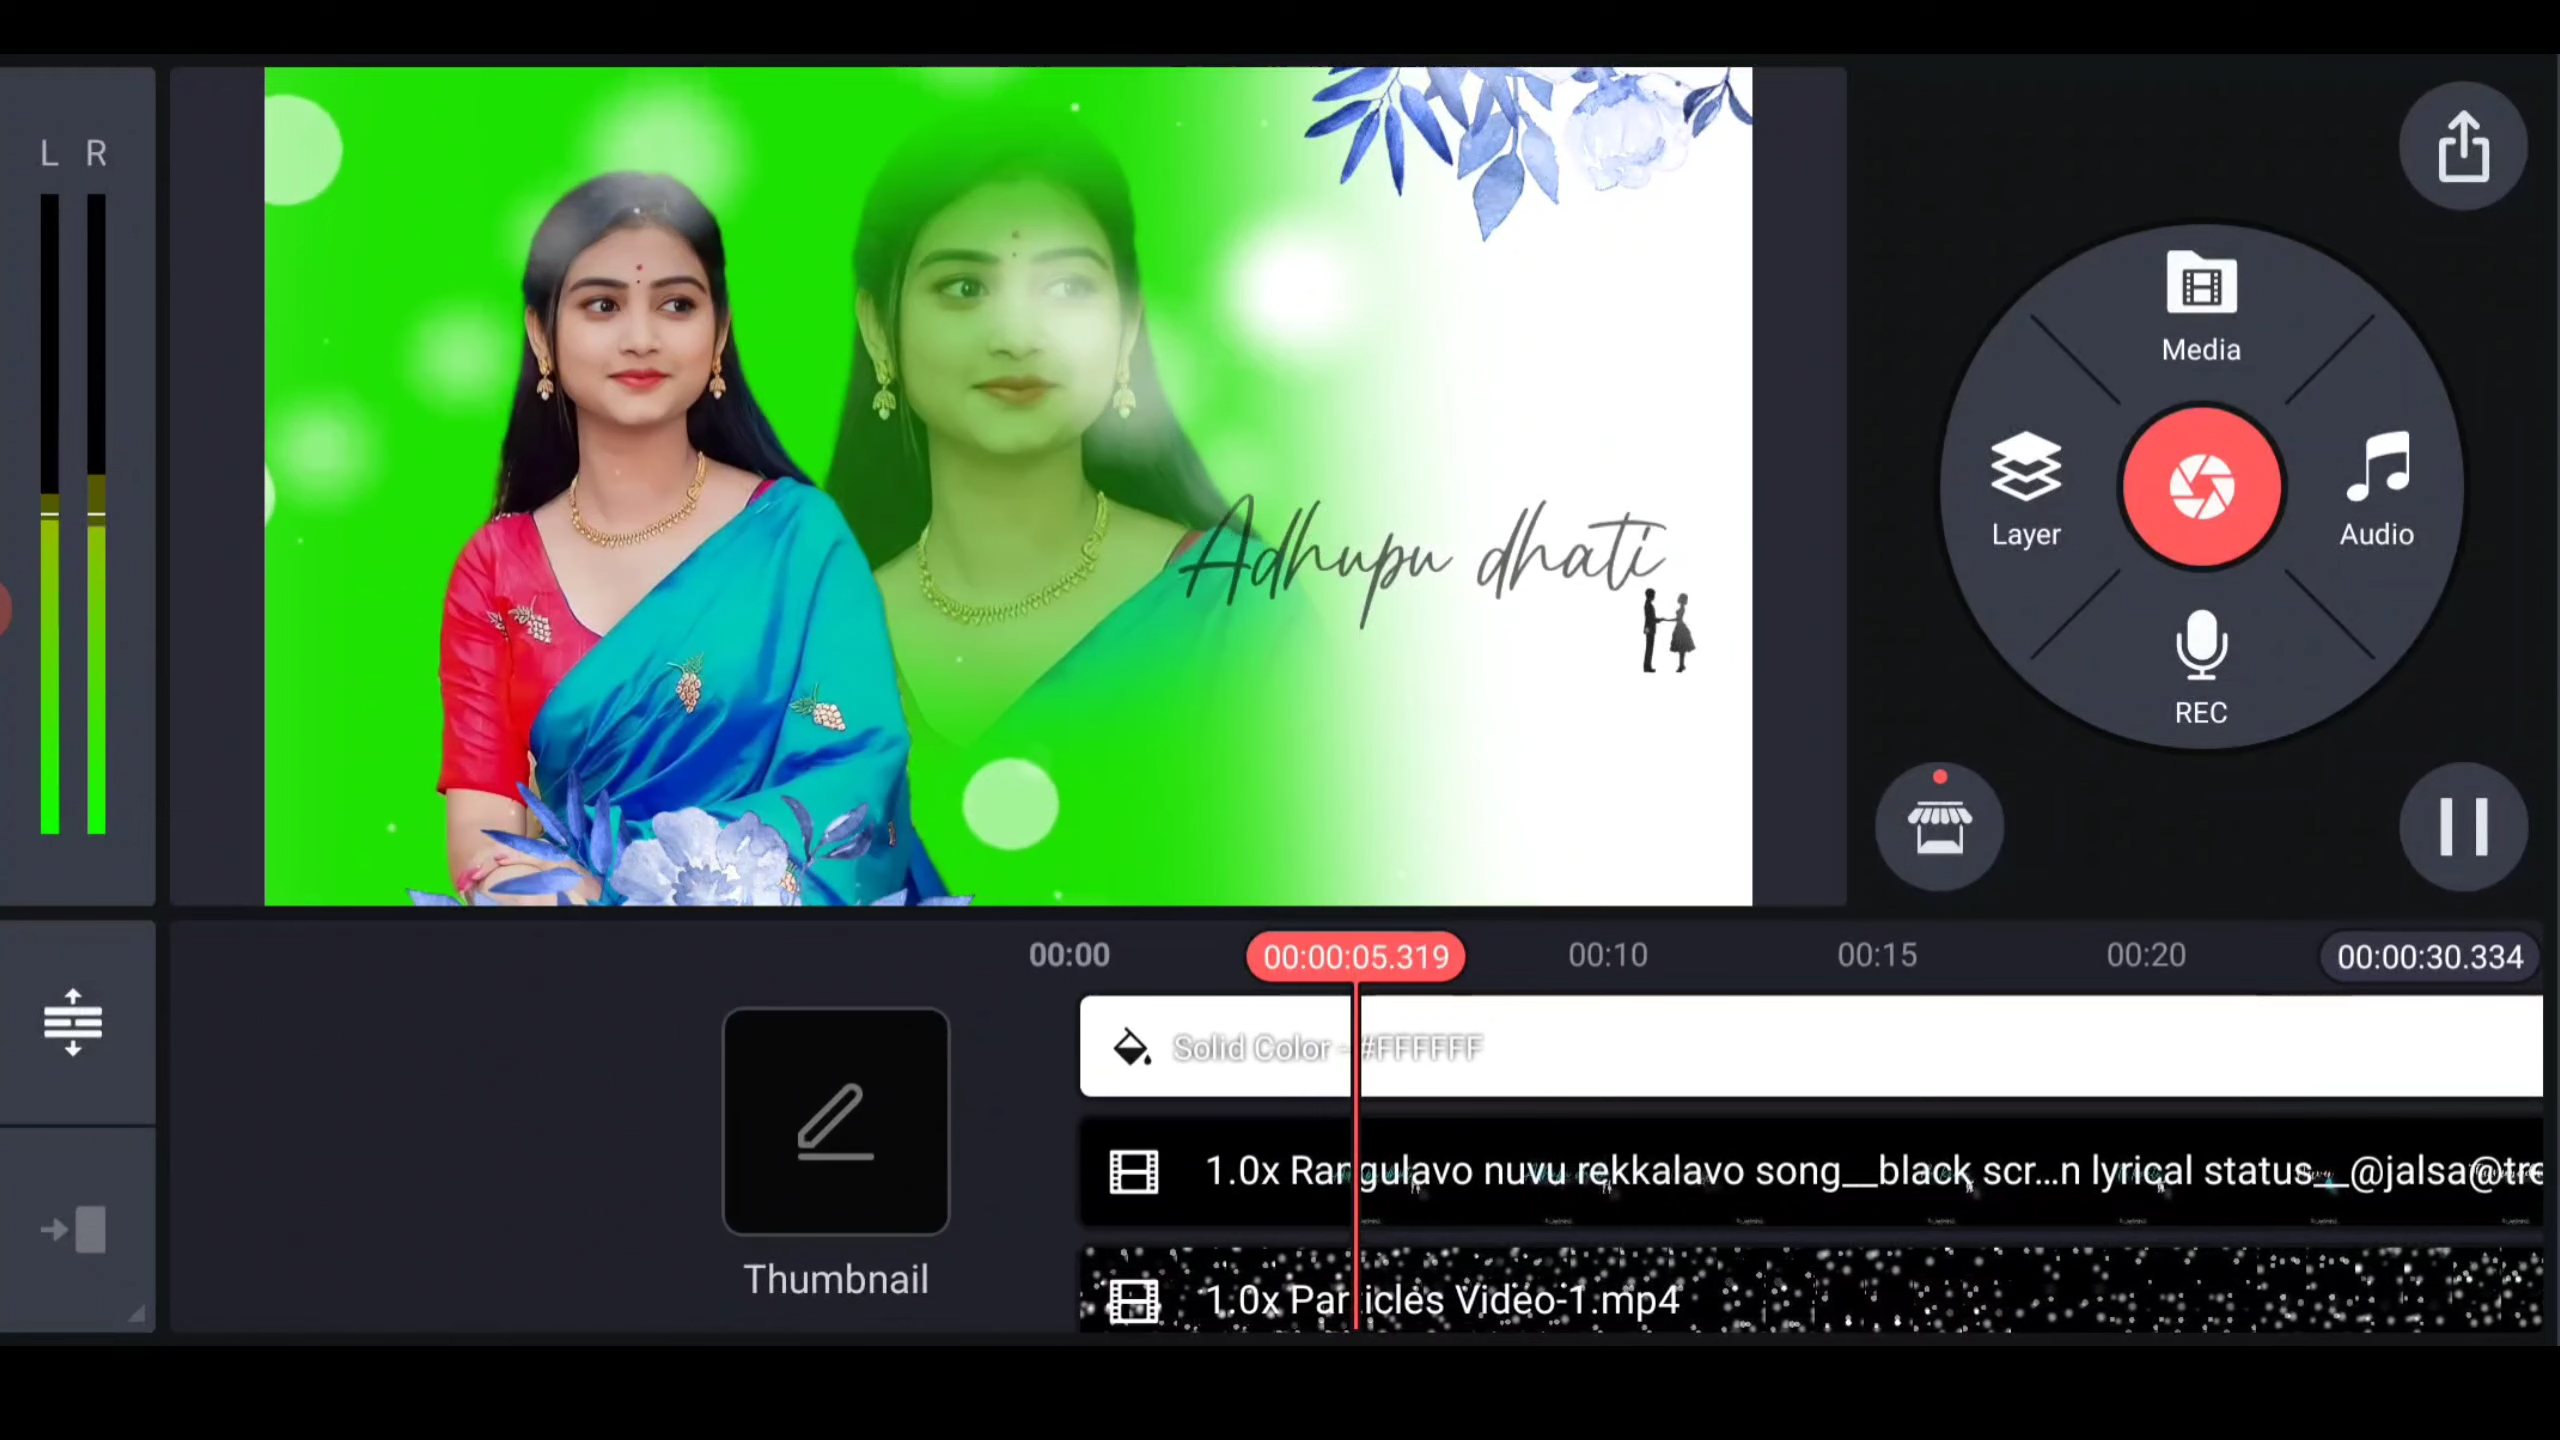 L R
Adhupu dhati
Media
Layer
Audio
REC
00:00
00:00:05.319
00:10
00:15
00:20
00:00:30.334
Solid Color - #FFFFFF
1.0x Rangulavo nuvu rekkalavo song__black scr...n lyrical status__@jalsa@tre
1.0x Particles Video-1.mp4
Thumbnail